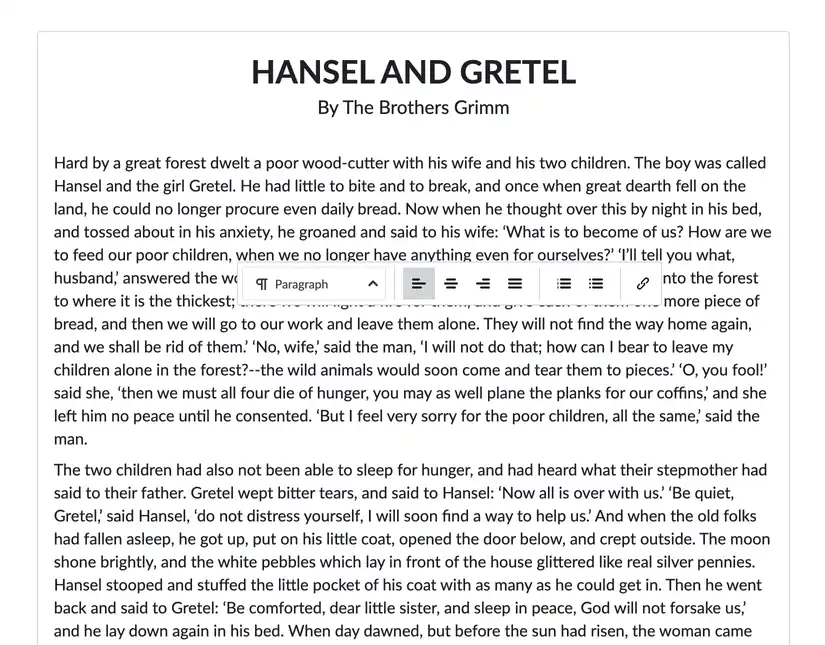 HANSEL AND GRETEL
By The Brothers Grimm
Hard by a great forest dwelt a poor wood-cutter with his wife and his two children. The boy was called
Hansel and the girl Gretel. He had little to bite and to break, and once when great dearth fell on the
land, he could no longer procure even daily bread. Now when he thought over this by night in his bed,
and tossed about in his anxiety, he groaned and said to his wife: ‘What is to become of us? How are we
to feed our poor children, when we no longer have anything even for ourselves?’ ‘I’ll tell you what,
husband,’ answered the
Paragraph
the forest
to where it is the thickest; more piece of
bread, and then we will go to our work and leave them alone. They will not find the way home again,
and we shall be rid of them.’ ‘No, wife,’ said the man, ‘I will not do that; how can I bear to leave my
children alone in the forest?--the wild animals would soon come and tear them to pieces.’ ‘O, you fool!’
said she, ‘then we must all four die of hunger, you may as well plane the planks for our coffins,’ and she
left him no peace until he consented. ‘But I feel very sorry for the poor children, all the same,’ said the
man.
The two children had also not been able to sleep for hunger, and had heard what their stepmother had
said to their father. Gretel wept bitter tears, and said to Hansel: ‘Now all is over with us.’ ‘Be quiet,
Gretel,’ said Hansel, ‘do not distress yourself, I will soon find a way to help us.’ And when the old folks
had fallen asleep, he got up, put on his little coat, opened the door below, and crept outside. The moon
shone brightly, and the white pebbles which lay in front of the house glittered like real silver pennies.
Hansel stooped and stuffed the little pocket of his coat with as many as he could get in. Then he went
back and said to Gretel: ‘Be comforted, dear little sister, and sleep in peace, God will not forsake us,’
and he lay down again in his bed. When day dawned, but before the sun had risen, the woman came